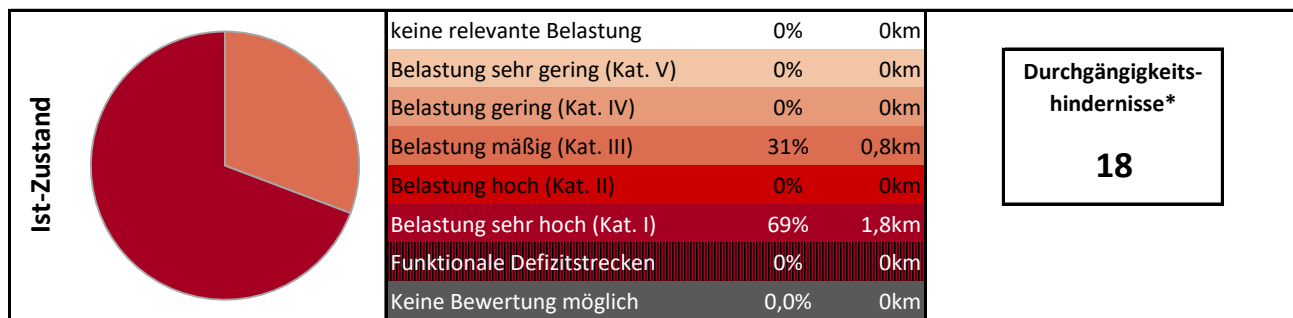 Ist-Zustand
keine relevante Belastung 0% 0km
Belastung sehr gering (Kat. V) 0% 0km
Belastung gering (Kat. IV) 0% 0km
Belastung mäßig (Kat. III) 31% 0,8km
Belastung hoch (Kat. II) 0% 0km
Belastung sehr hoch (Kat. I) 69% 1,8km
Funktionale Defizitstrecken 0% 0km
Keine Bewertung möglich 0,0% 0km
Durchgängigkeits-
hindernisse*
18